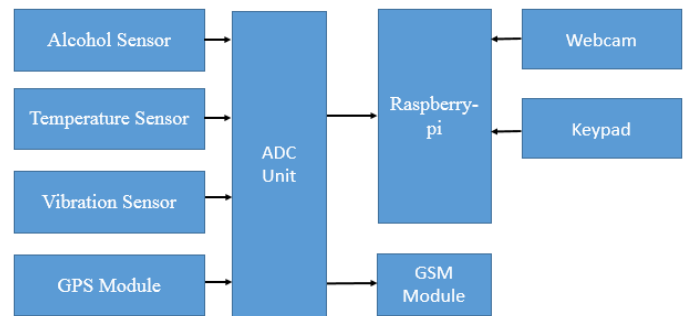 Alcohol Sensor
Temperature Sensor
Vibration Sensor
GPS Module
ADC
Unit
Raspberry-
pi
GSM
Module
Webcam
Keypad